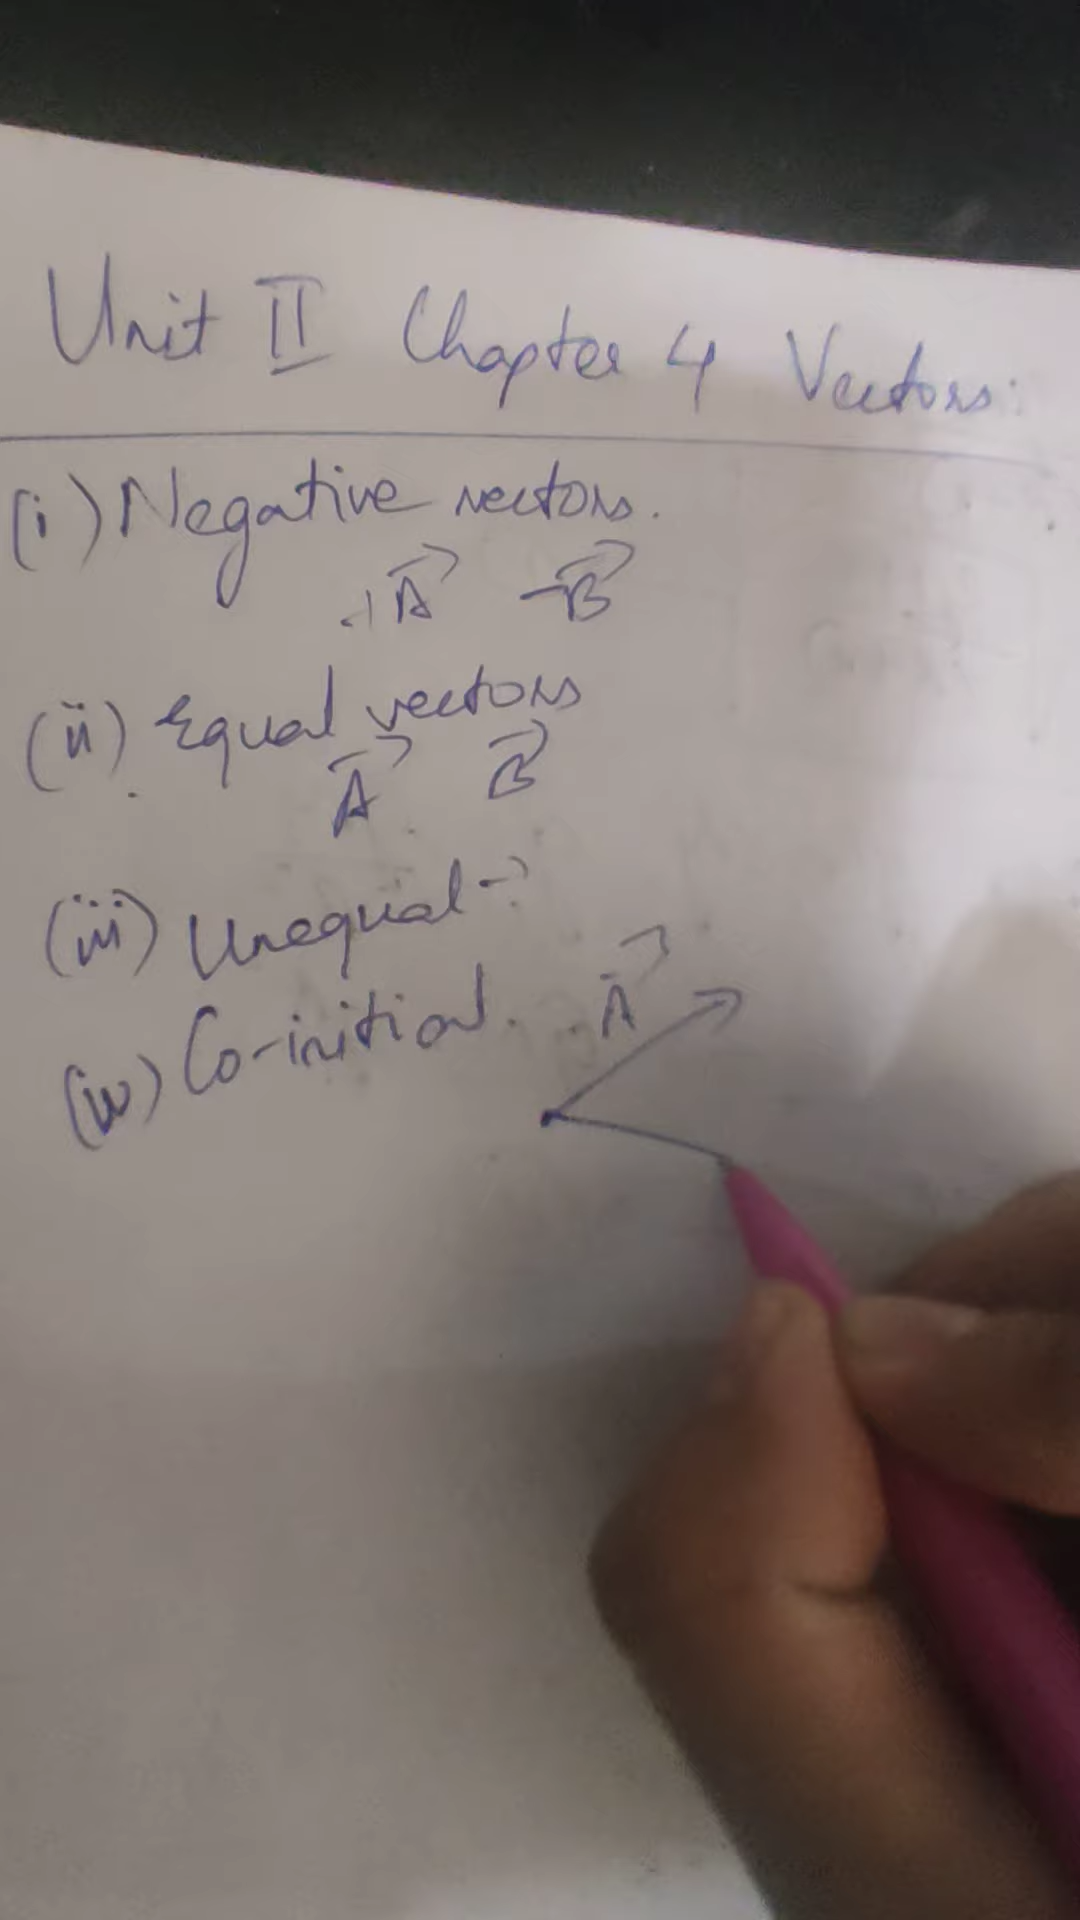 Unit II Chapter 4 Vectors:
(i) Negative vectors.
+A⃗ -B⃗
(ii) Equal vectors
A⃗ B⃗
(iii) Unequal -
(iv) Co-initial. A⃗